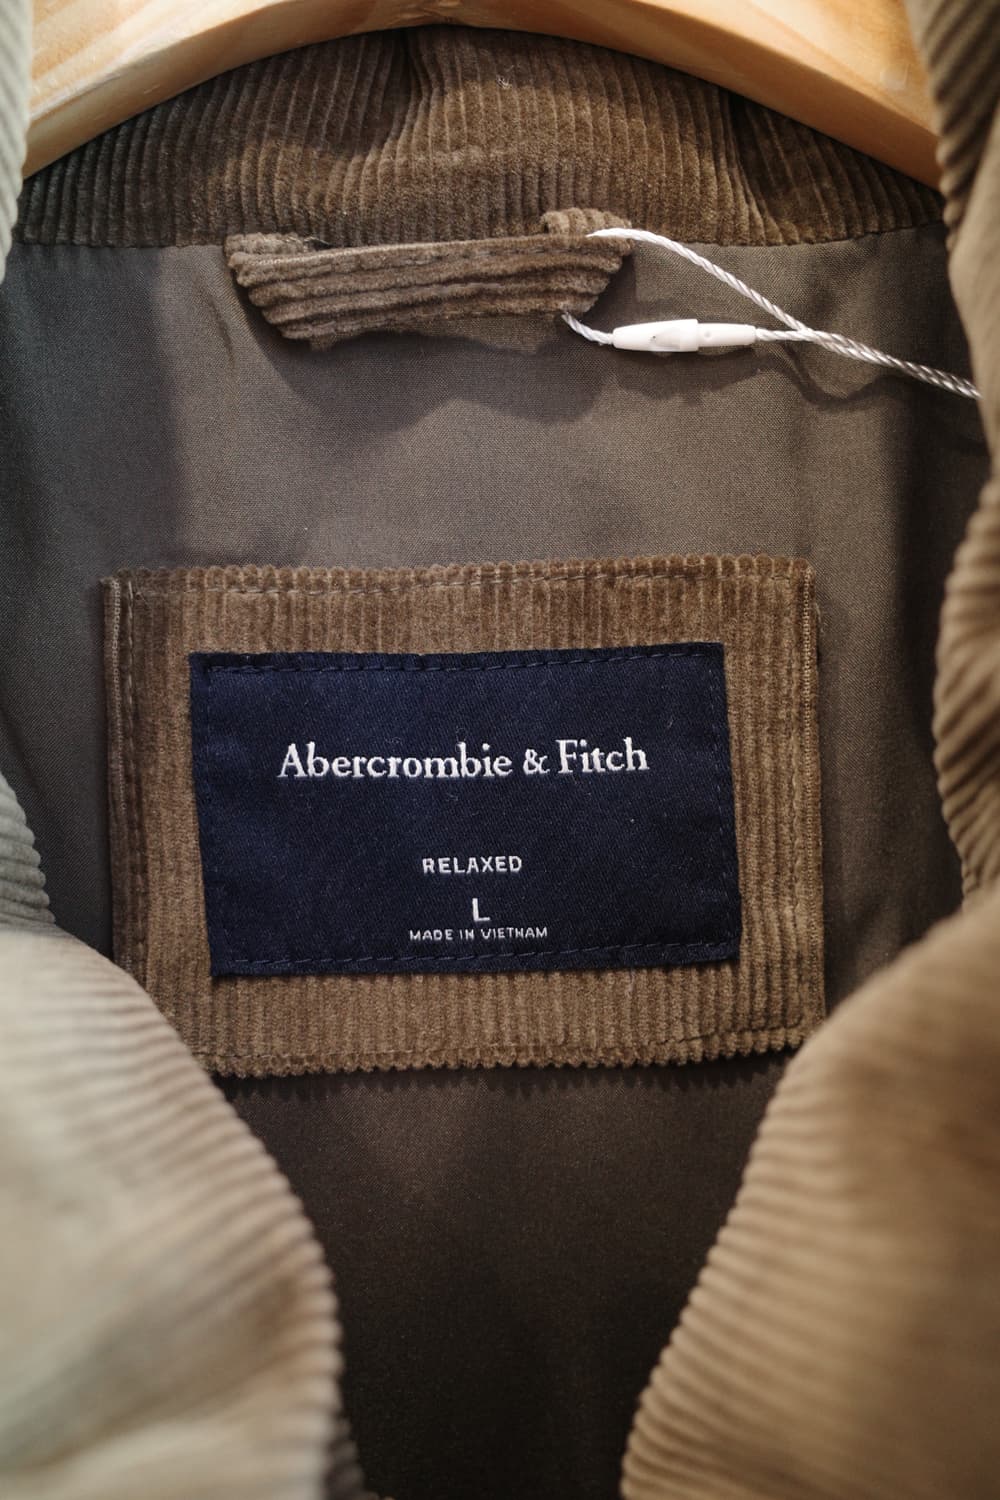 Abercrombie & Fitch
RELAXED
L
MADE IN VIETNAM